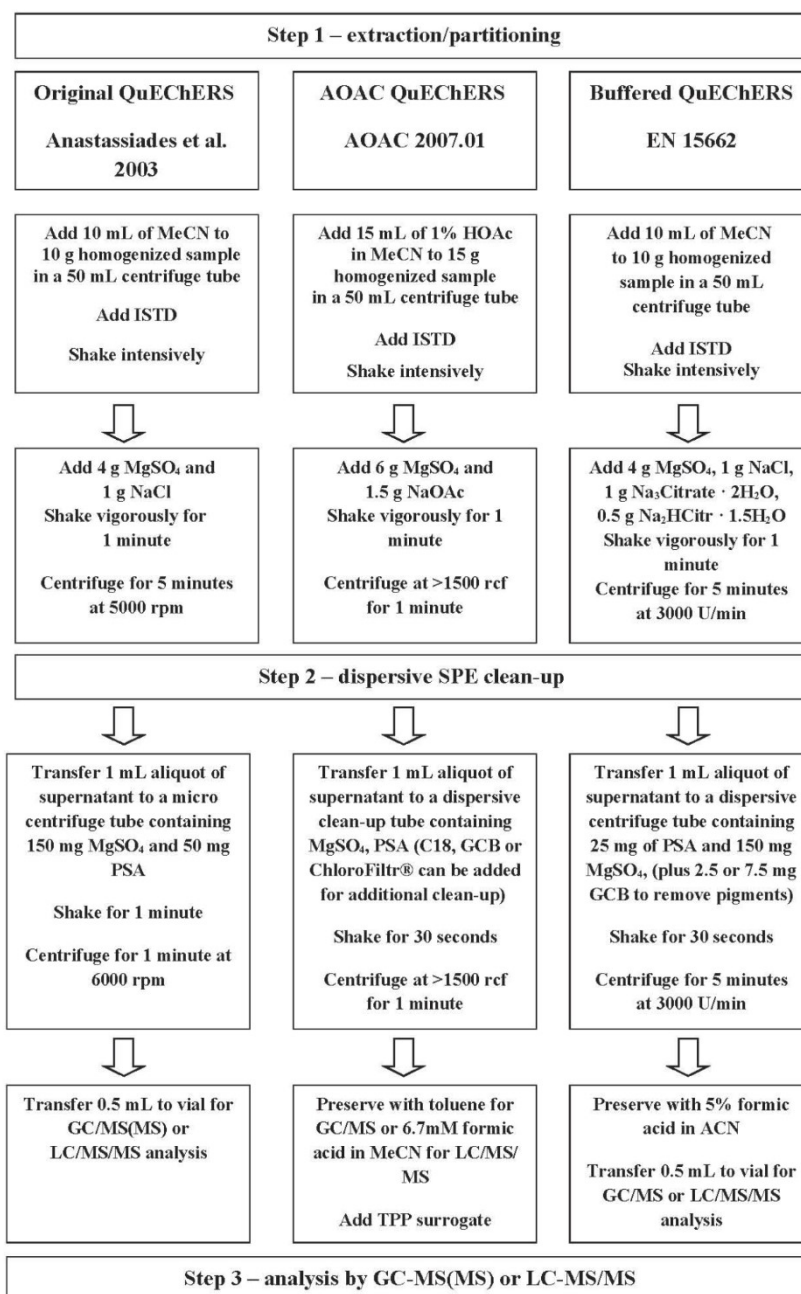 Step 1 – extraction/partitioning
Original QuEChERS
Anastassiades et al.
2003
AOAC QuEChERS
AOAC 2007.01
Buffered QuEChERS
EN 15662
Add 10 mL of MeCN to
10 g homogenized sample
in a 50 mL centrifuge tube
Add ISTD
Shake intensively
Add 15 mL of 1% HOAc
in MeCN to 15 g
homogenized sample
in a 50 mL centrifuge tube
Add ISTD
Shake intensively
Add 10 mL of MeCN
to 10 g homogenized
sample in a 50 mL
centrifuge tube
Add ISTD
Shake intensively
Add 4 g MgSO₄ and
1 g NaCl
Shake vigorously for
1 minute
Centrifuge for 5 minutes
at 5000 rpm
Add 6 g MgSO₄ and
1.5 g NaOAc
Shake vigorously for 1
minute
Centrifuge at >1500 rcf
for 1 minute
Add 4 g MgSO₄, 1 g NaCl,
1 g Na₃Citrate · 2H₂O,
0.5 g Na₂HCitr · 1.5H₂O
Shake vigorously for 1
minute
Centrifuge for 5 minutes
at 3000 U/min
Step 2 – dispersive SPE clean-up
Transfer 1 mL aliquot of
supernatant to a micro
centrifuge tube containing
150 mg MgSO₄ and 50 mg
PSA
Shake for 1 minute
Centrifuge for 1 minute at
6000 rpm
Transfer 1 mL aliquot of
supernatant to a dispersive
clean-up tube containing
MgSO₄, PSA (C18, GCB or
ChloroFiltr® can be added
for additional clean-up)
Shake for 30 seconds
Centrifuge at >1500 rcf
for 1 minute
Transfer 1 mL aliquot of
supernatant to a dispersive
centrifuge tube containing
25 mg of PSA and 150 mg
MgSO₄, (plus 2.5 or 7.5 mg
GCB to remove pigments)
Shake for 30 seconds
Centrifuge for 5 minutes
at 3000 U/min
Transfer 0.5 mL to vial for
GC/MS(MS) or
LC/MS/MS analysis
Preserve with toluene for
GC/MS or 6.7mM formic
acid in MeCN for LC/MS/
MS
Add TPP surrogate
Preserve with 5% formic
acid in ACN
Transfer 0.5 mL to vial for
GC/MS or LC/MS/MS
analysis
Step 3 – analysis by GC-MS(MS) or LC-MS/MS